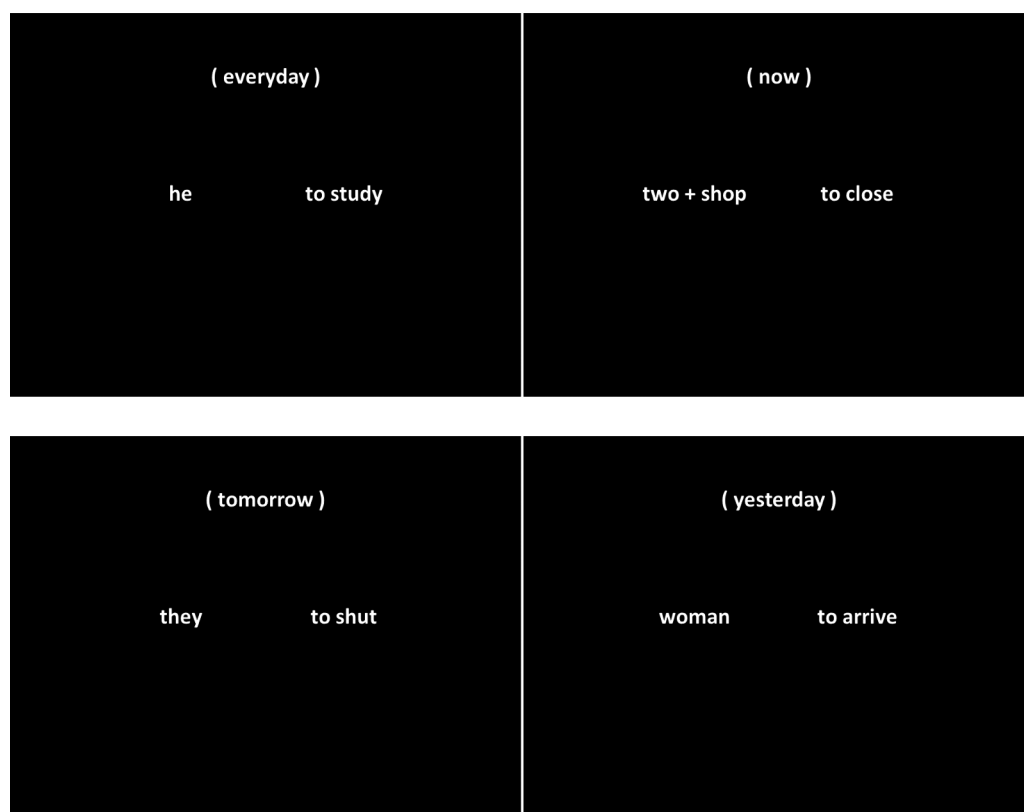 ( everyday )
he to study
( now )
two + shop to close
( tomorrow )
they to shut
( yesterday )
woman to arrive